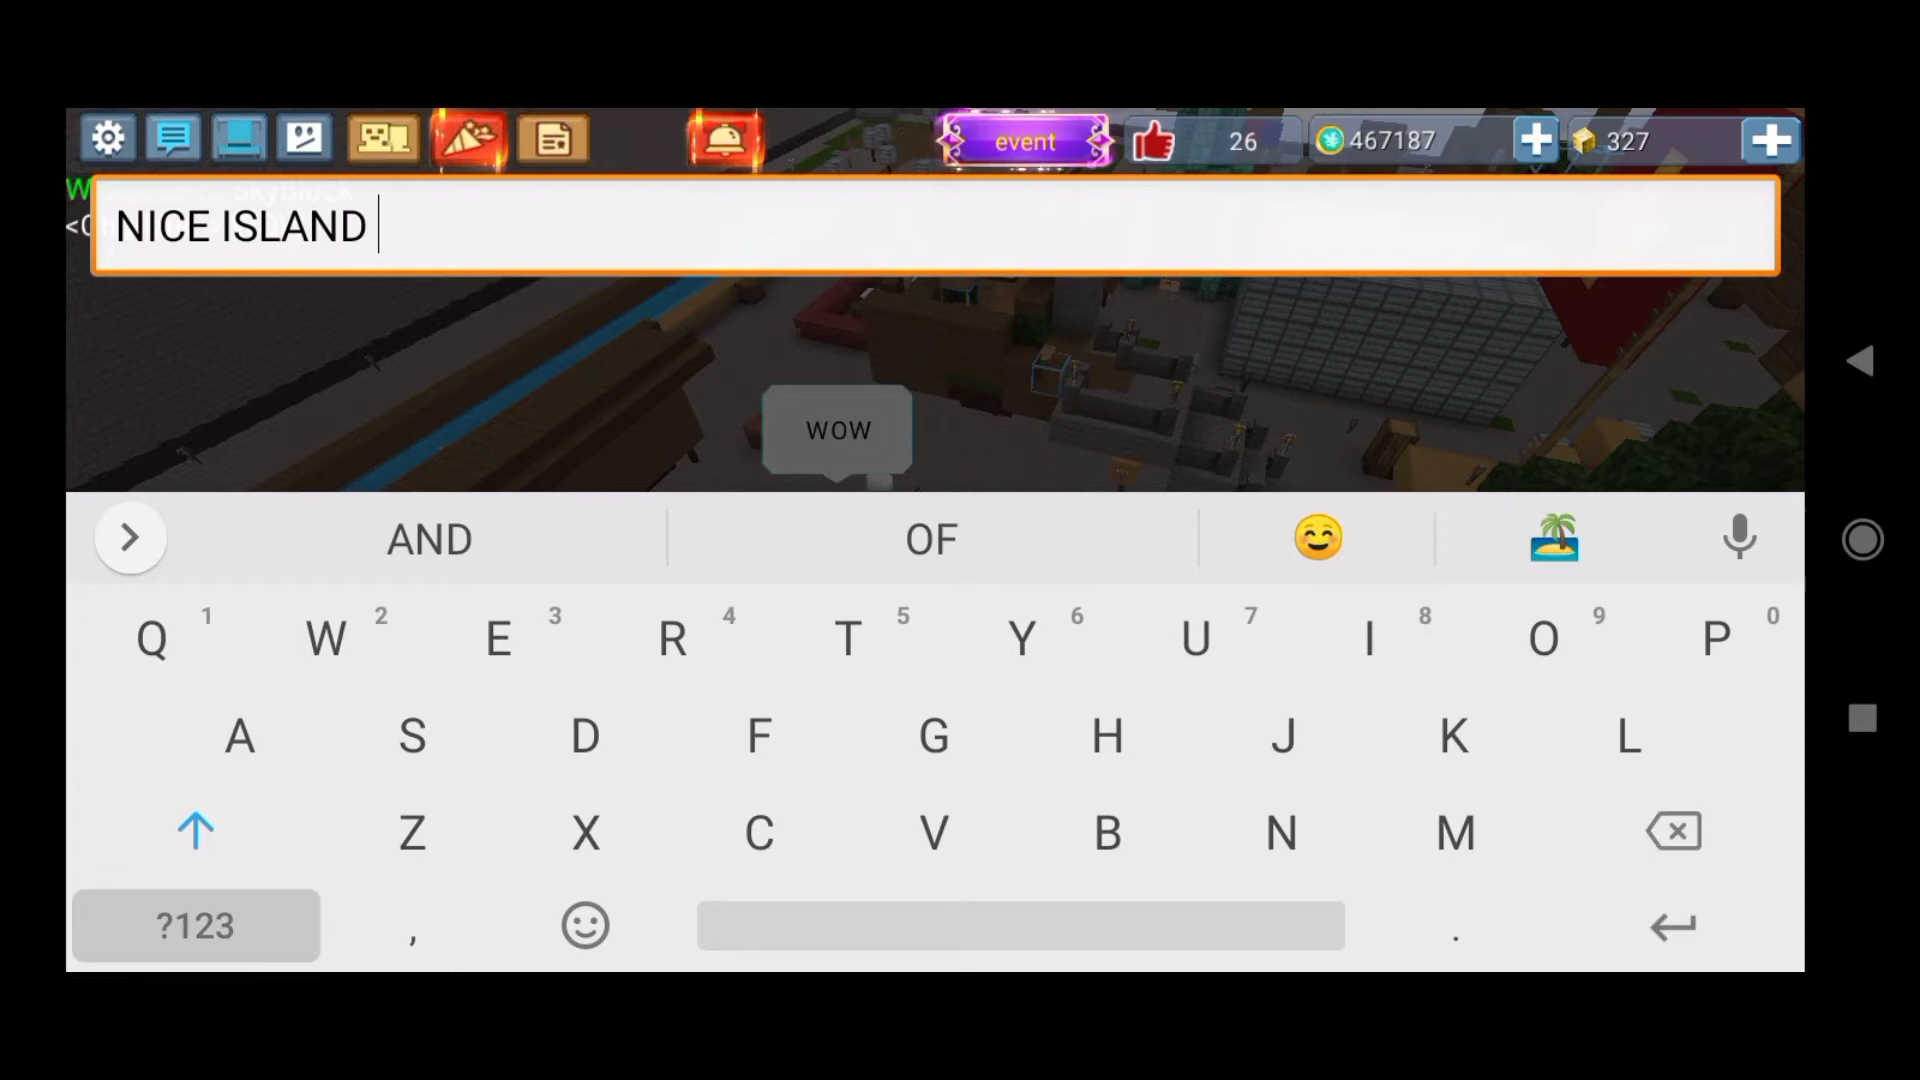 event
26
467187
327
NICE ISLAND
WOW
AND
OF
Q 1 W 2 E 3 R 4 T 5 Y 6 U 7 I 8 O 9 P 0
A S D F G H J K L
Z X C V B N M
?123 , .